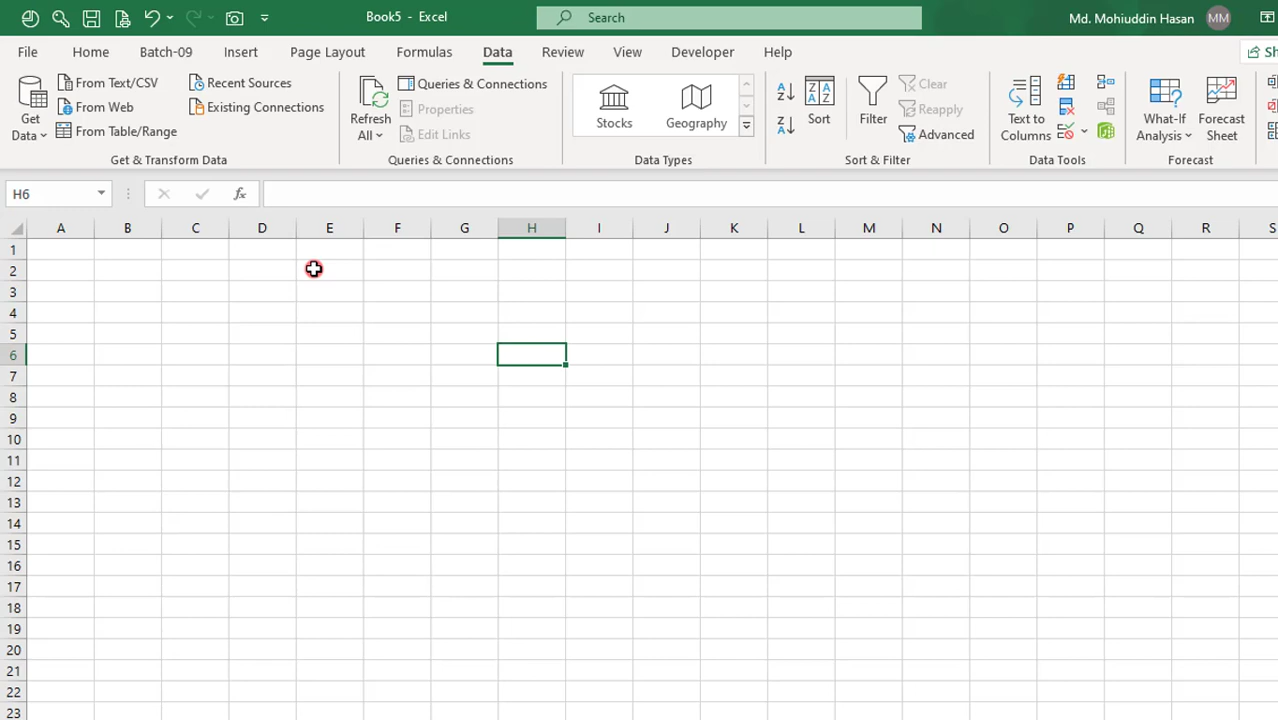 Book5 - Excel
Search
Md. Mohiuddin Hasan
MM
File Home Batch-09 Insert Page Layout Formulas Data Review View Developer Help
Get Data
From Text/CSV
From Web
From Table/Range
Recent Sources
Existing Connections
Get & Transform Data
Refresh All
Queries & Connections
Properties
Edit Links
Queries & Connections
Stocks
Geography
Data Types
Sort
Filter
Clear
Reapply
Advanced
Sort & Filter
Text to Columns
Data Tools
What-If Analysis
Forecast Sheet
Forecast
H6
fx
A B C D E F G H I J K L M N O P Q R S
1
2
3
4
5
6
7
8
9
10
11
12
13
14
15
16
17
18
19
20
21
22
23